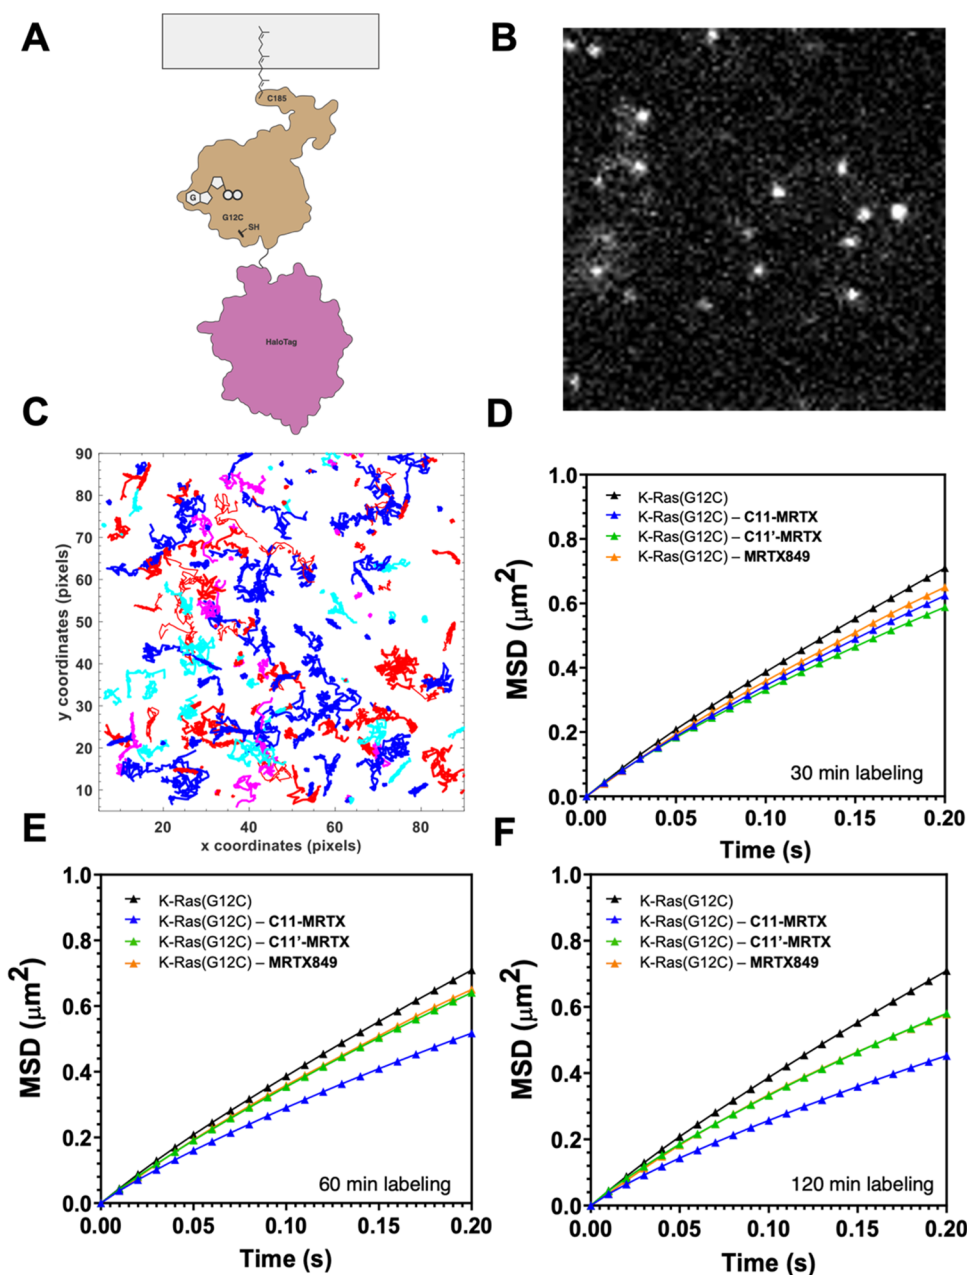 A
C185
G
G12C
SH
HaloTag
B
C
90
80
70
60
50
40
30
20
10
20
40
60
80
y coordinates (pixels)
x coordinates (pixels)
D
1.0
0.8
0.6
0.4
0.2
0.0
0.00
0.05
0.10
0.15
0.20
MSD (μm²)
Time (s)
K-Ras(G12C)
K-Ras(G12C) – C11-MRTX
K-Ras(G12C) – C11'-MRTX
K-Ras(G12C) – MRTX849
30 min labeling
E
1.0
0.8
0.6
0.4
0.2
0.0
0.00
0.05
0.10
0.15
0.20
MSD (μm²)
Time (s)
K-Ras(G12C)
K-Ras(G12C) – C11-MRTX
K-Ras(G12C) – C11'-MRTX
K-Ras(G12C) – MRTX849
60 min labeling
F
1.0
0.8
0.6
0.4
0.2
0.0
0.00
0.05
0.10
0.15
0.20
MSD (μm²)
Time (s)
K-Ras(G12C)
K-Ras(G12C) – C11-MRTX
K-Ras(G12C) – C11'-MRTX
K-Ras(G12C) – MRTX849
120 min labeling